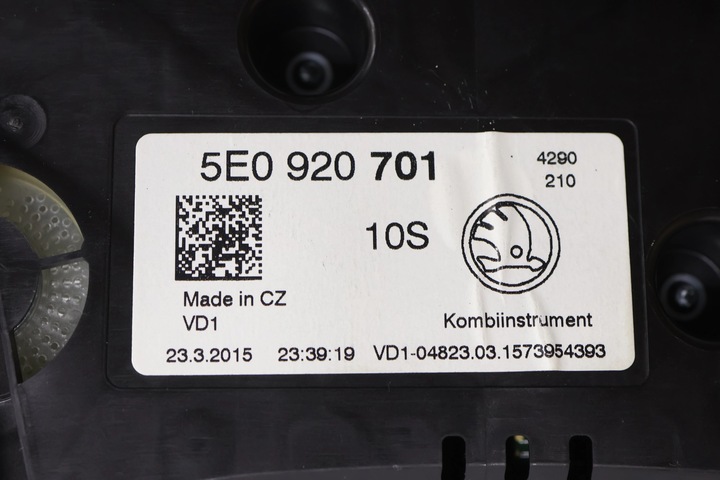 5E0 920 701
4290
210
10S
Made in CZ
VD1
Kombiinstrument
23.3.2015 23:39:19 VD1-04823.03.1573954393